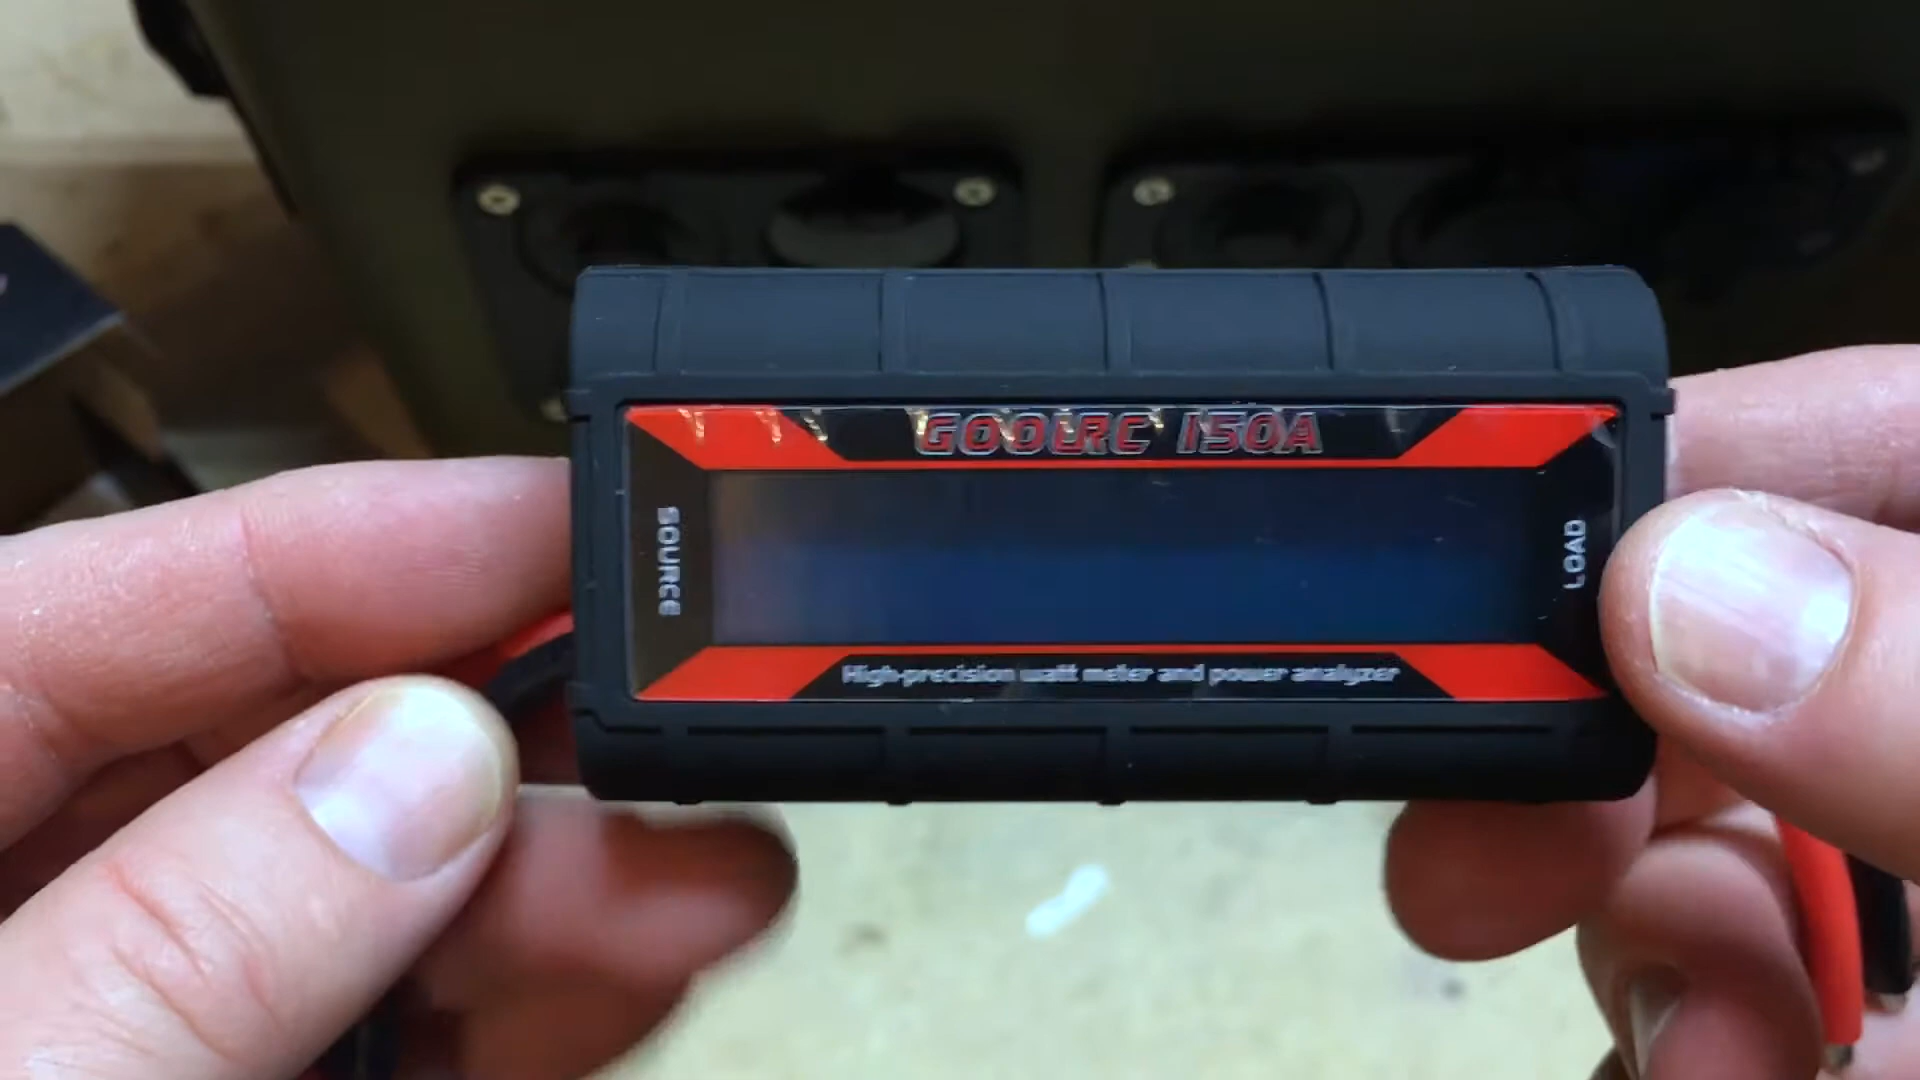 GOOLRC 150A
SOURCE
LOAD
High-precision watt meter and power analyzer